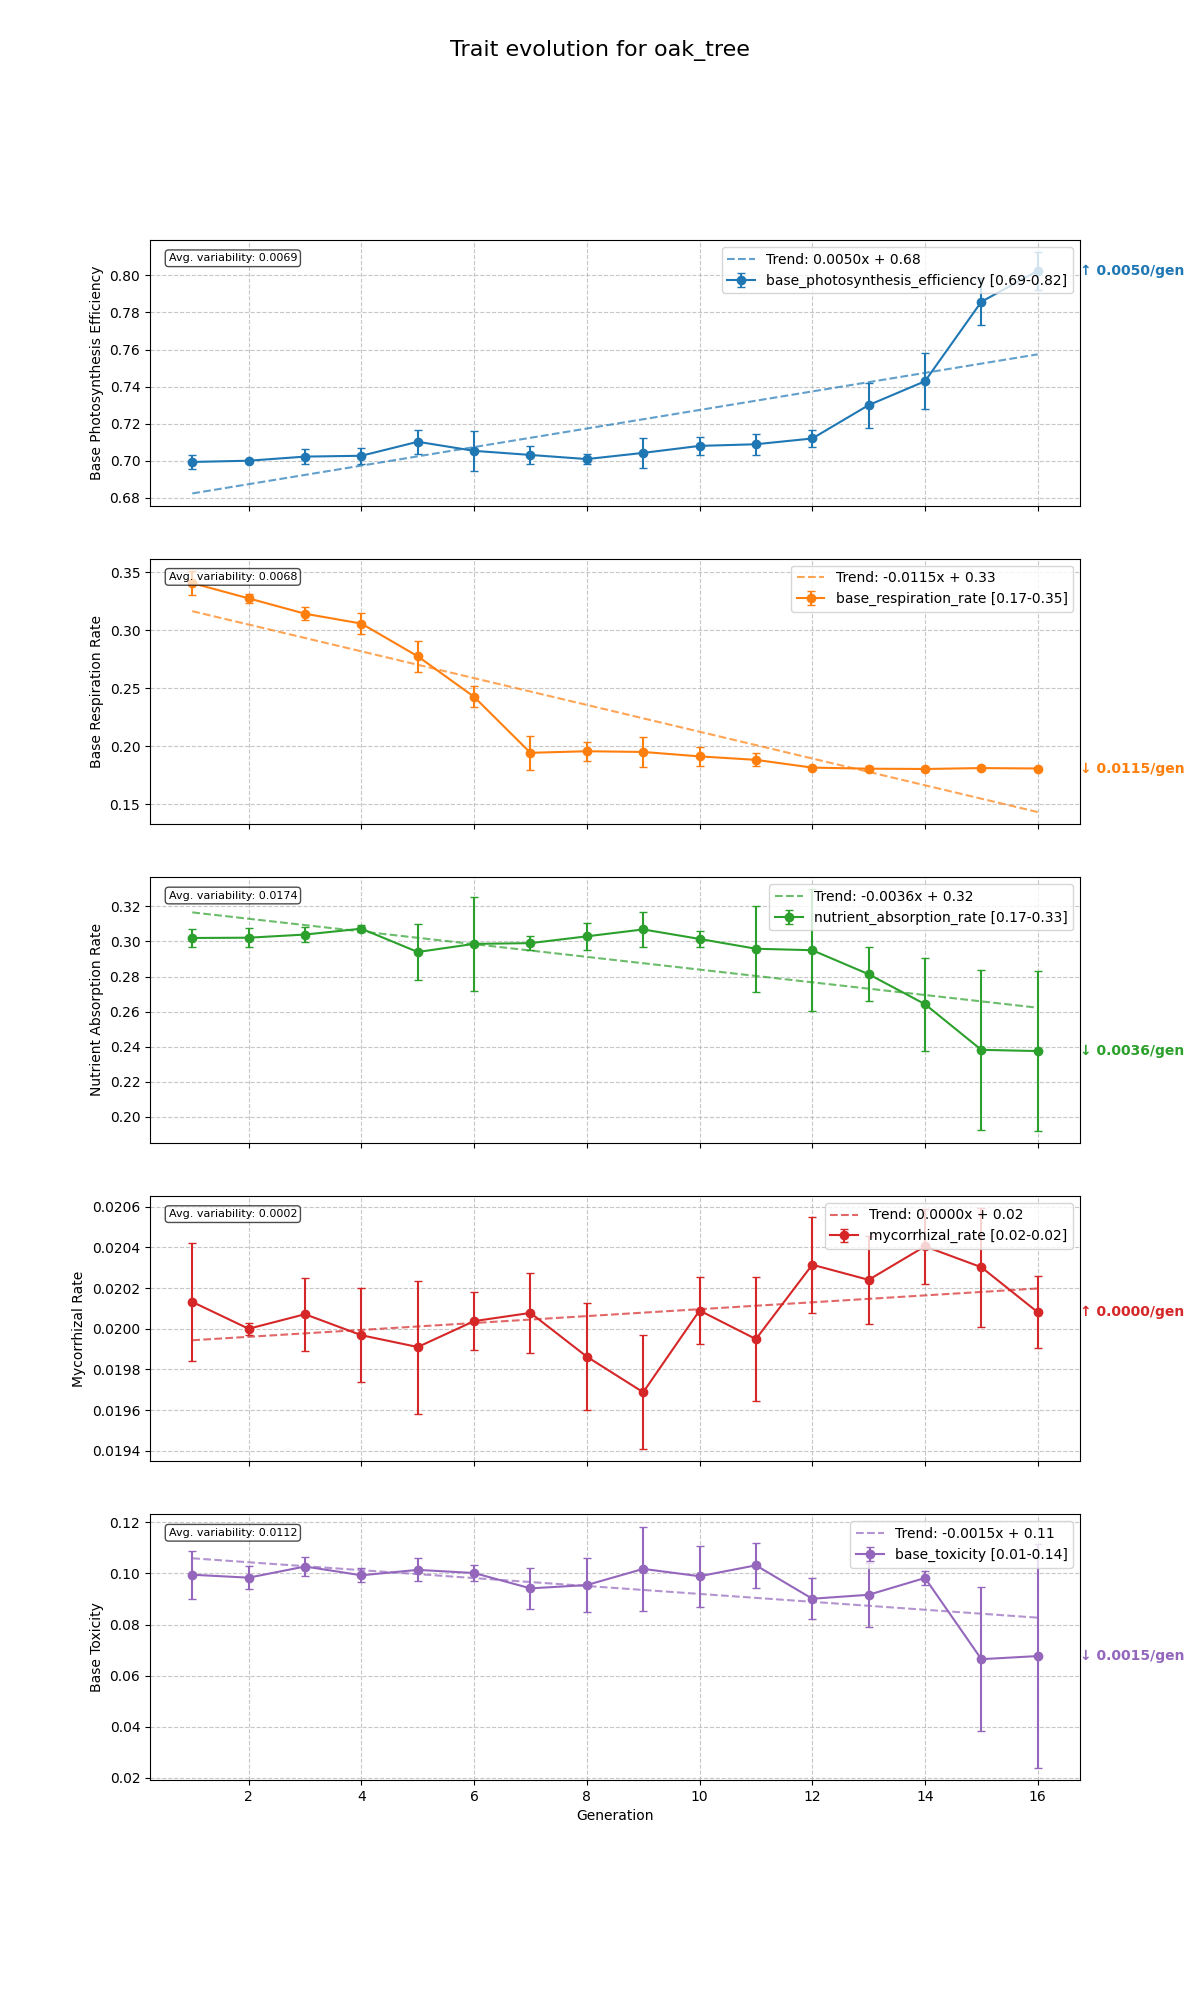 Trait evolution for oak_tree
Avg. variability: 0.0069
Trend: 0.0050x + 0.68
base_photosynthesis_efficiency [0.69-0.82]
↑ 0.0050/gen
Base Photosynthesis Efficiency
0.80
0.78
0.76
0.74
0.72
0.70
0.68
Avg. variability: 0.0068
Trend: -0.0115x + 0.33
base_respiration_rate [0.17-0.35]
↓ 0.0115/gen
Base Respiration Rate
0.35
0.30
0.25
0.20
0.15
Avg. variability: 0.0174
Trend: -0.0036x + 0.32
nutrient_absorption_rate [0.17-0.33]
↓ 0.0036/gen
Nutrient Absorption Rate
0.32
0.30
0.28
0.26
0.24
0.22
0.20
Avg. variability: 0.0002
Trend: 0.0000x + 0.02
mycorrhizal_rate [0.02-0.02]
↑ 0.0000/gen
Mycorrhizal Rate
0.0206
0.0204
0.0202
0.0200
0.0198
0.0196
0.0194
Avg. variability: 0.0112
Trend: -0.0015x + 0.11
base_toxicity [0.01-0.14]
↓ 0.0015/gen
Base Toxicity
0.12
0.10
0.08
0.06
0.04
0.02
2 4 6 8 10 12 14 16
Generation